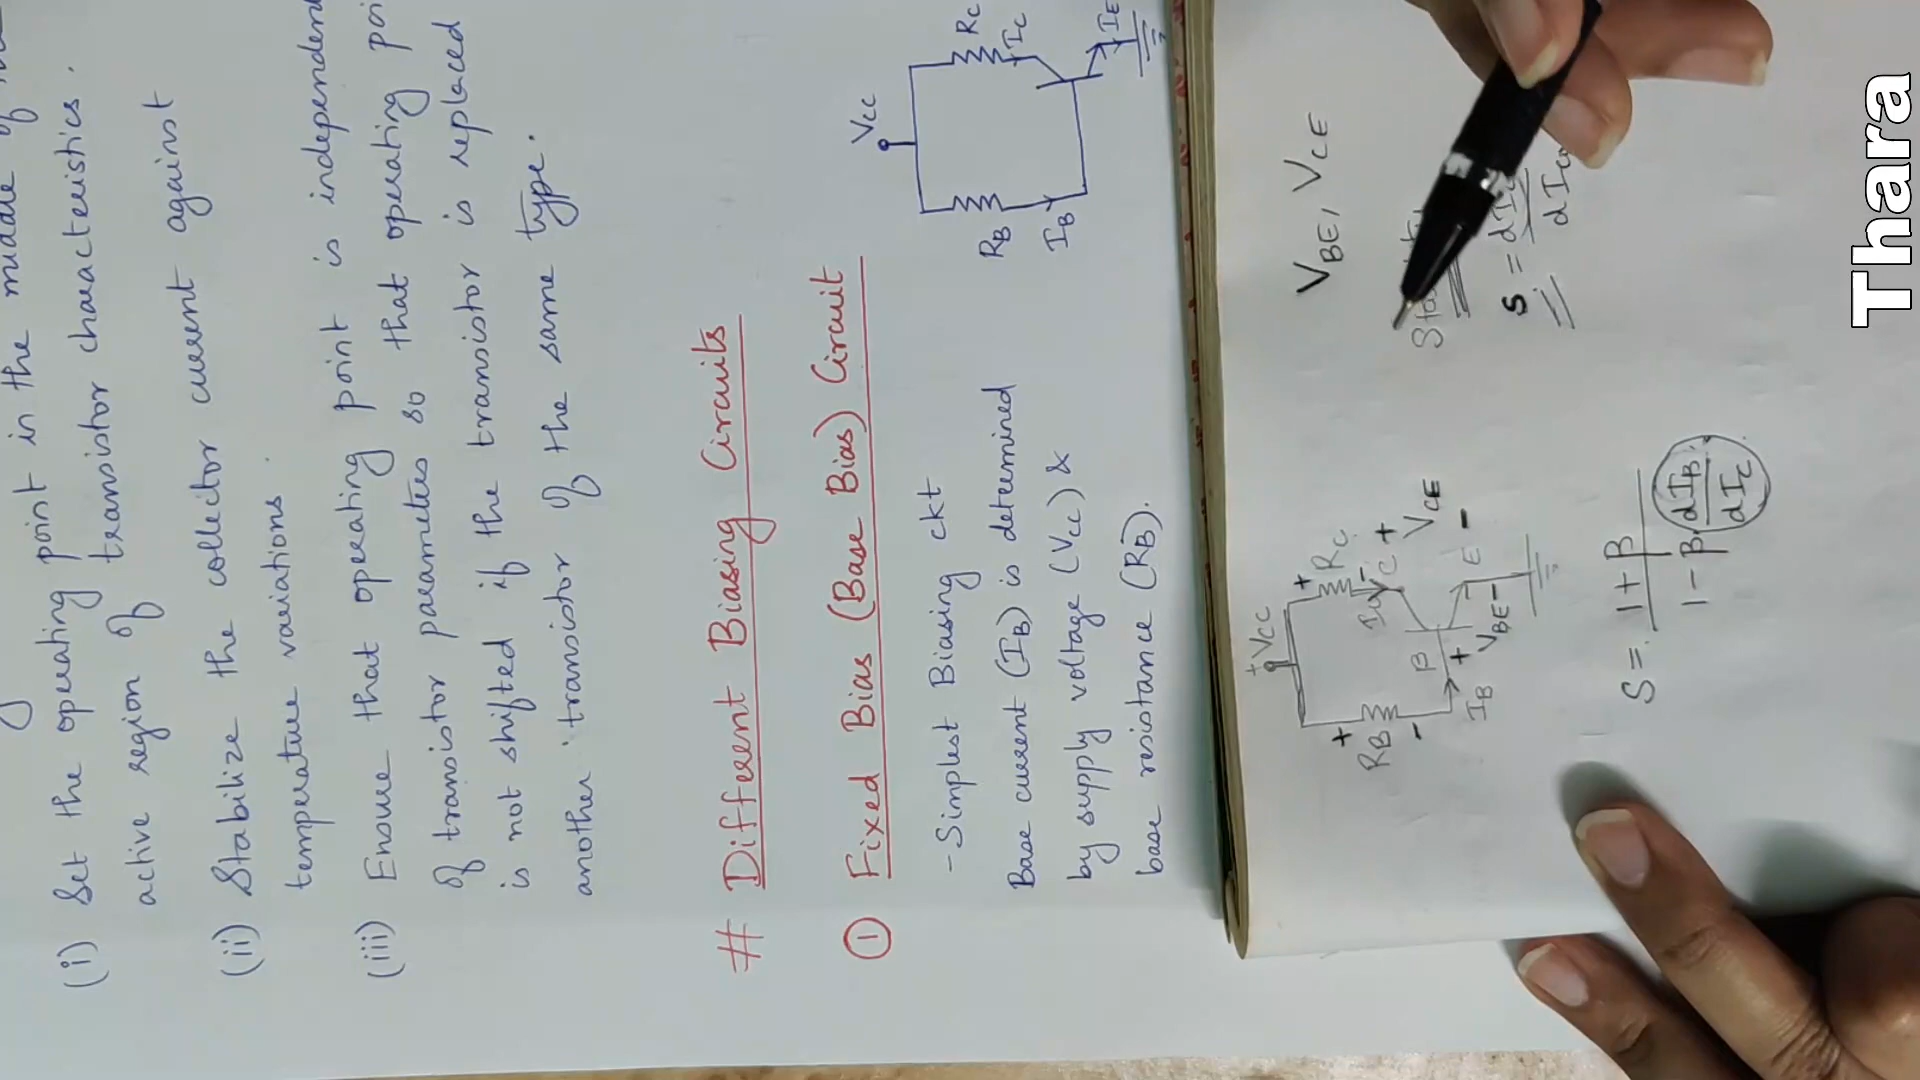 (i) Set the operating point in the middle of
active region of transistor characteristics.
(ii) Stabilize the collector current against
temperature variations.
(iii) Ensure that operating point is independent
of transistor parameters so that operating poi
is not shifted if the transistor is replaced
another transistor of the same type.
# Different Biasing Circuits
① Fixed Bias (Base Bias) Circuit
- Simplest Biasing ckt
Base current (IB) is determined
by supply voltage (Vcc) &
base resistance (RB).
Vcc
RB
RC
IC
IB
IE
+VCC
+
+
RB
RC
-
-
IC
C
+
VCE
B
+
IB
VBE
-
E
-
VBE, VCE
S = dI
dIco
S = 1+β
1 - β dIB
dIC
Thara